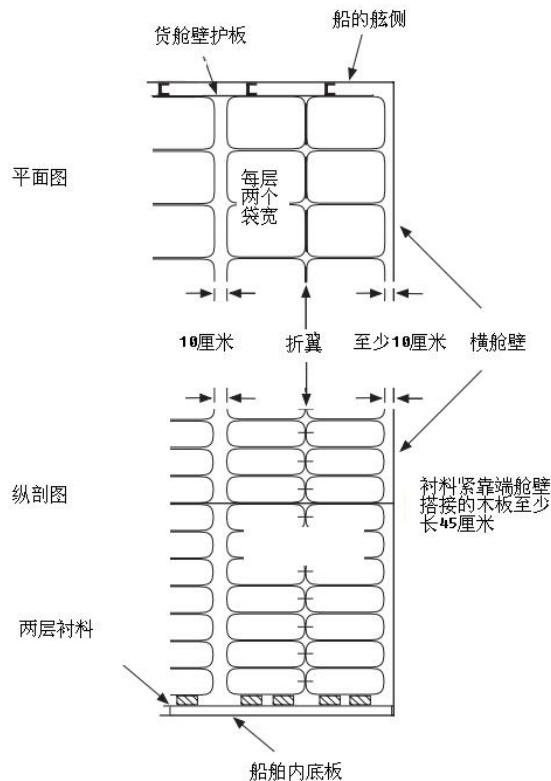 船的舷侧
货舱壁护板
平面图
每层
两个
袋宽
10厘米
折翼
至少10厘米
横舱壁
纵剖图
衬料紧靠端舱壁
搭接的木板至少
长45厘米
两层衬料
船舶内底板